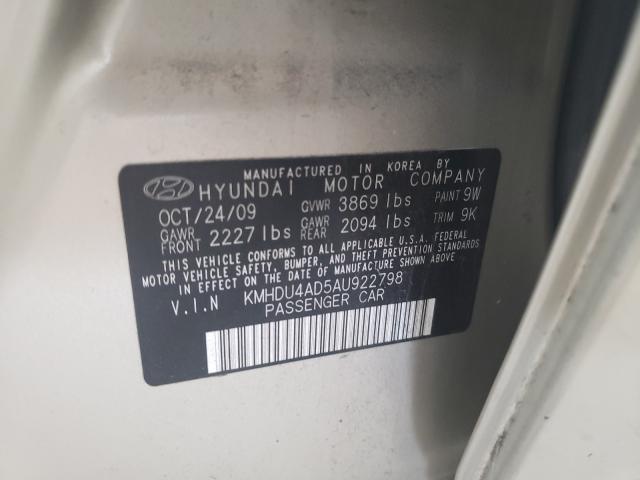 MANUFACTURED IN KOREA BY
HYUNDAI MOTOR COMPANY
OCT/24/09 GVWR 3869 lbs PAINT 9W
GAWR FRONT 2227 lbs GAWR REAR 2094 lbs TRIM 9K
THIS VEHICLE CONFORMS TO ALL APPLICABLE U.S.A. FEDERAL
MOTOR VEHICLE SAFETY, BUMPER, AND THEFT PREVENTION STANDARDS
IN EFFECT ON THE DATE OF MANUFACTURE SHOWN ABOVE.
V.I.N KMHDU4AD5AU922798
PASSENGER CAR